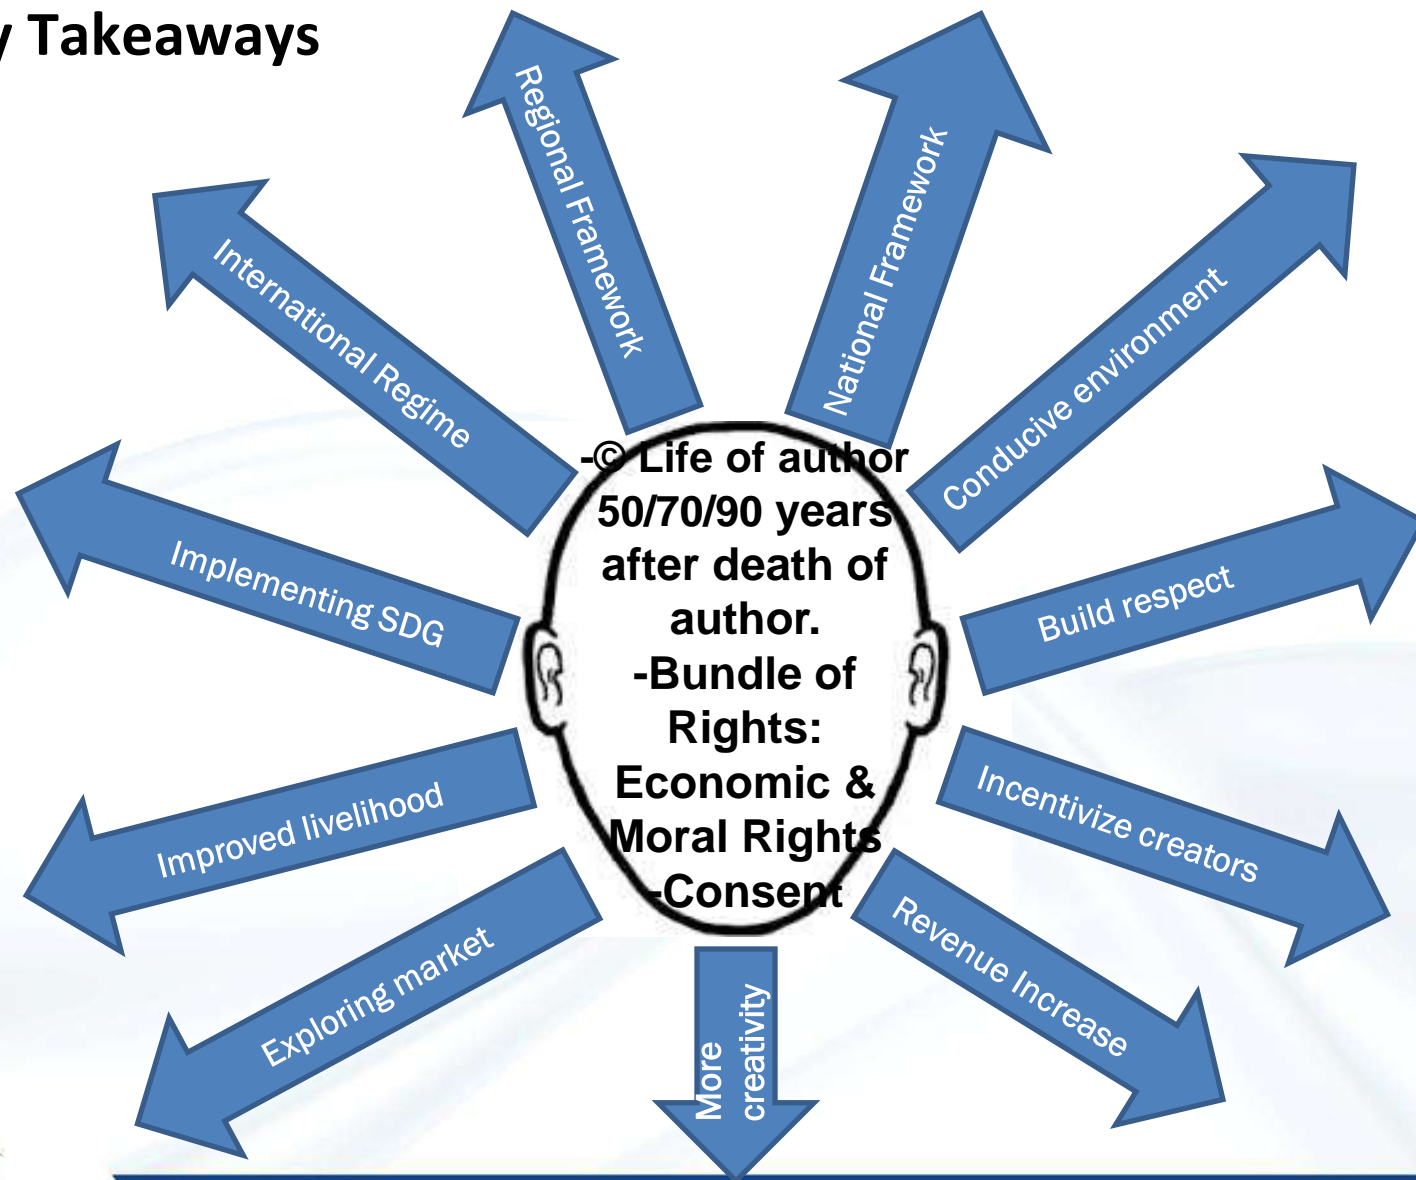 y Takeaways
Regional Framework
National Framework
International Regime
Conducive environment
-© Life of author
50/70/90 years
after death of
author.
-Bundle of
Rights:
Economic &
Moral Rights
-Consent
Implementing SDG
Build respect
Improved livelihood
Incentivize creators
Exploring market
Revenue Increase
More
creativity